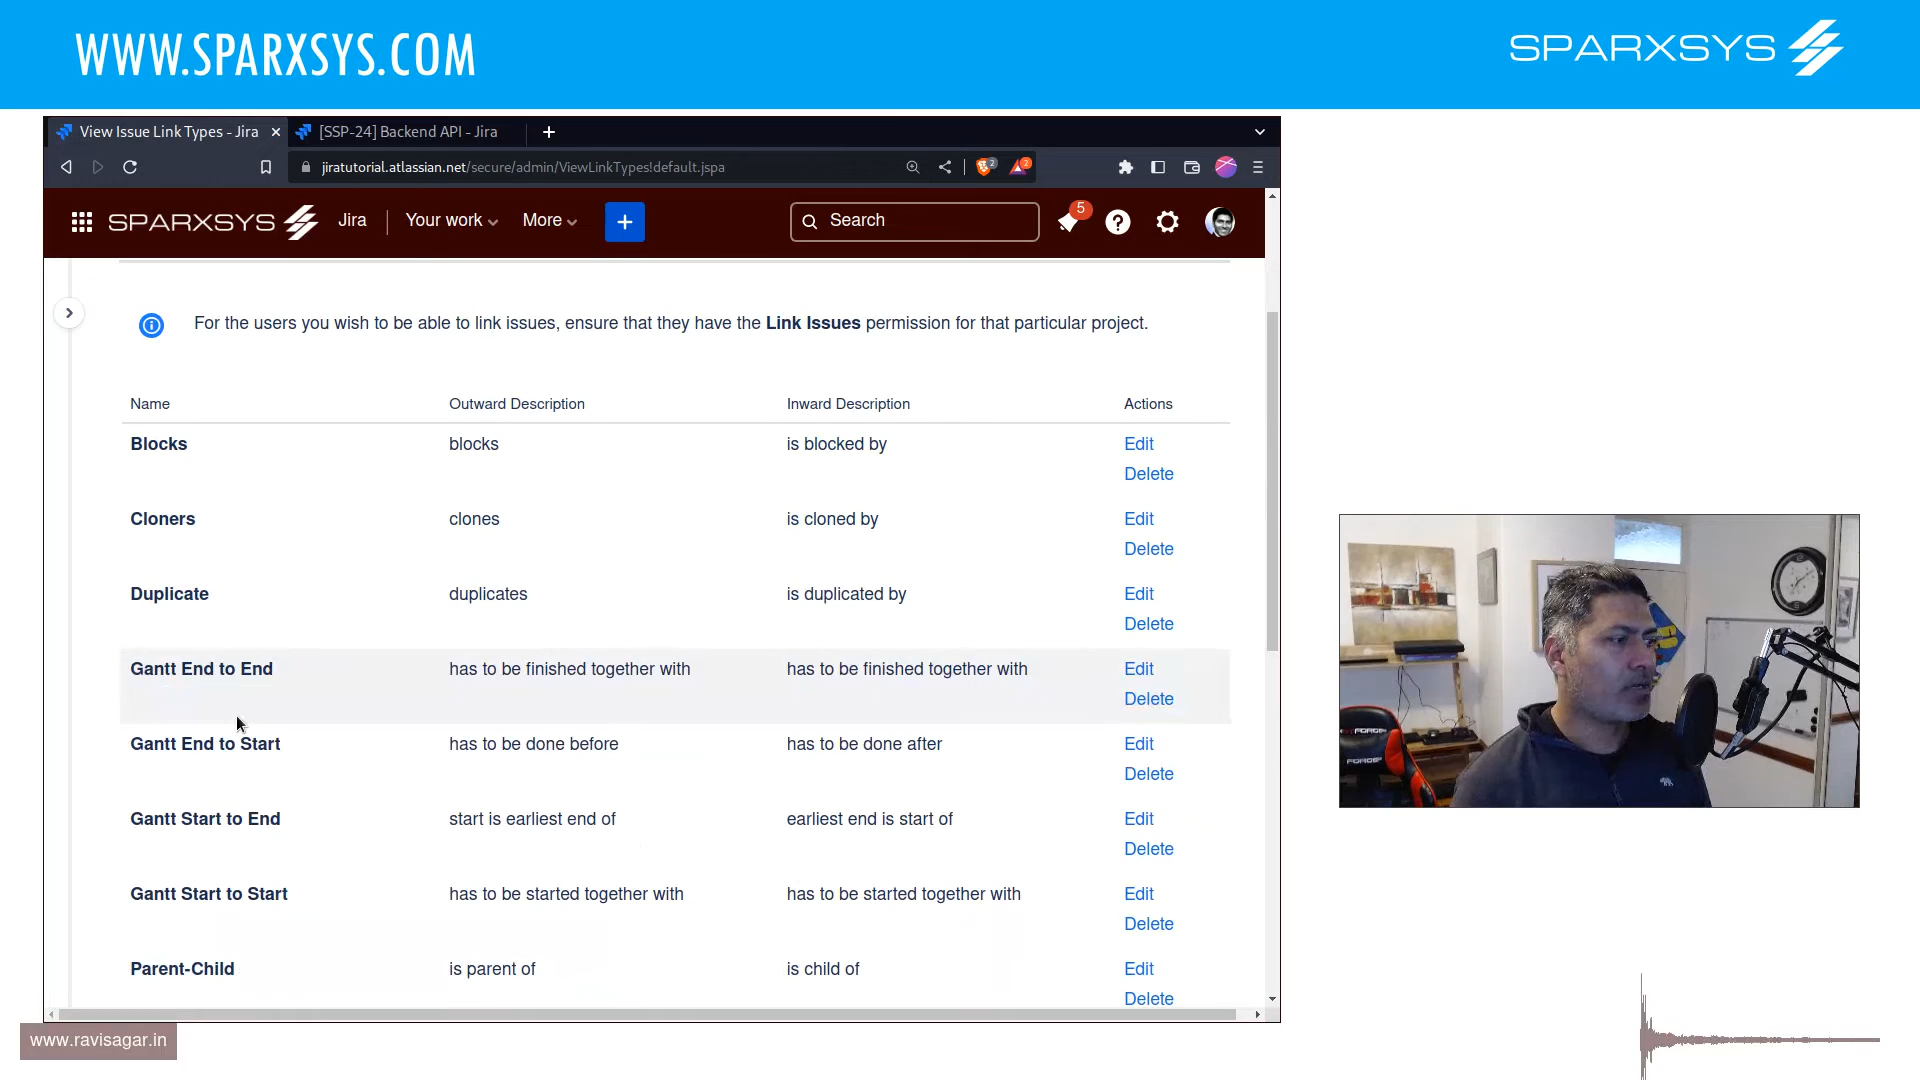 WWW.SPARXSYS.COM
SPARXSYS
View Issue Link Types - Jira
[SSP-24] Backend API - Jira
jiratutorial.atlassian.net/secure/admin/ViewLinkTypes!default.jspa
2
2
SPARXSYS
Jira
Your work
More
Search
5
For the users you wish to be able to link issues, ensure that they have the Link Issues permission for that particular project.
Name Outward Description Inward Description Actions
Blocks blocks is blocked by Edit
Delete
Cloners clones is cloned by Edit
Delete
Duplicate duplicates is duplicated by Edit
Delete
Gantt End to End has to be finished together with has to be finished together with Edit
Delete
Gantt End to Start has to be done before has to be done after Edit
Delete
Gantt Start to End start is earliest end of earliest end is start of Edit
Delete
Gantt Start to Start has to be started together with has to be started together with Edit
Delete
Parent-Child is parent of is child of Edit
Delete
www.ravisagar.in